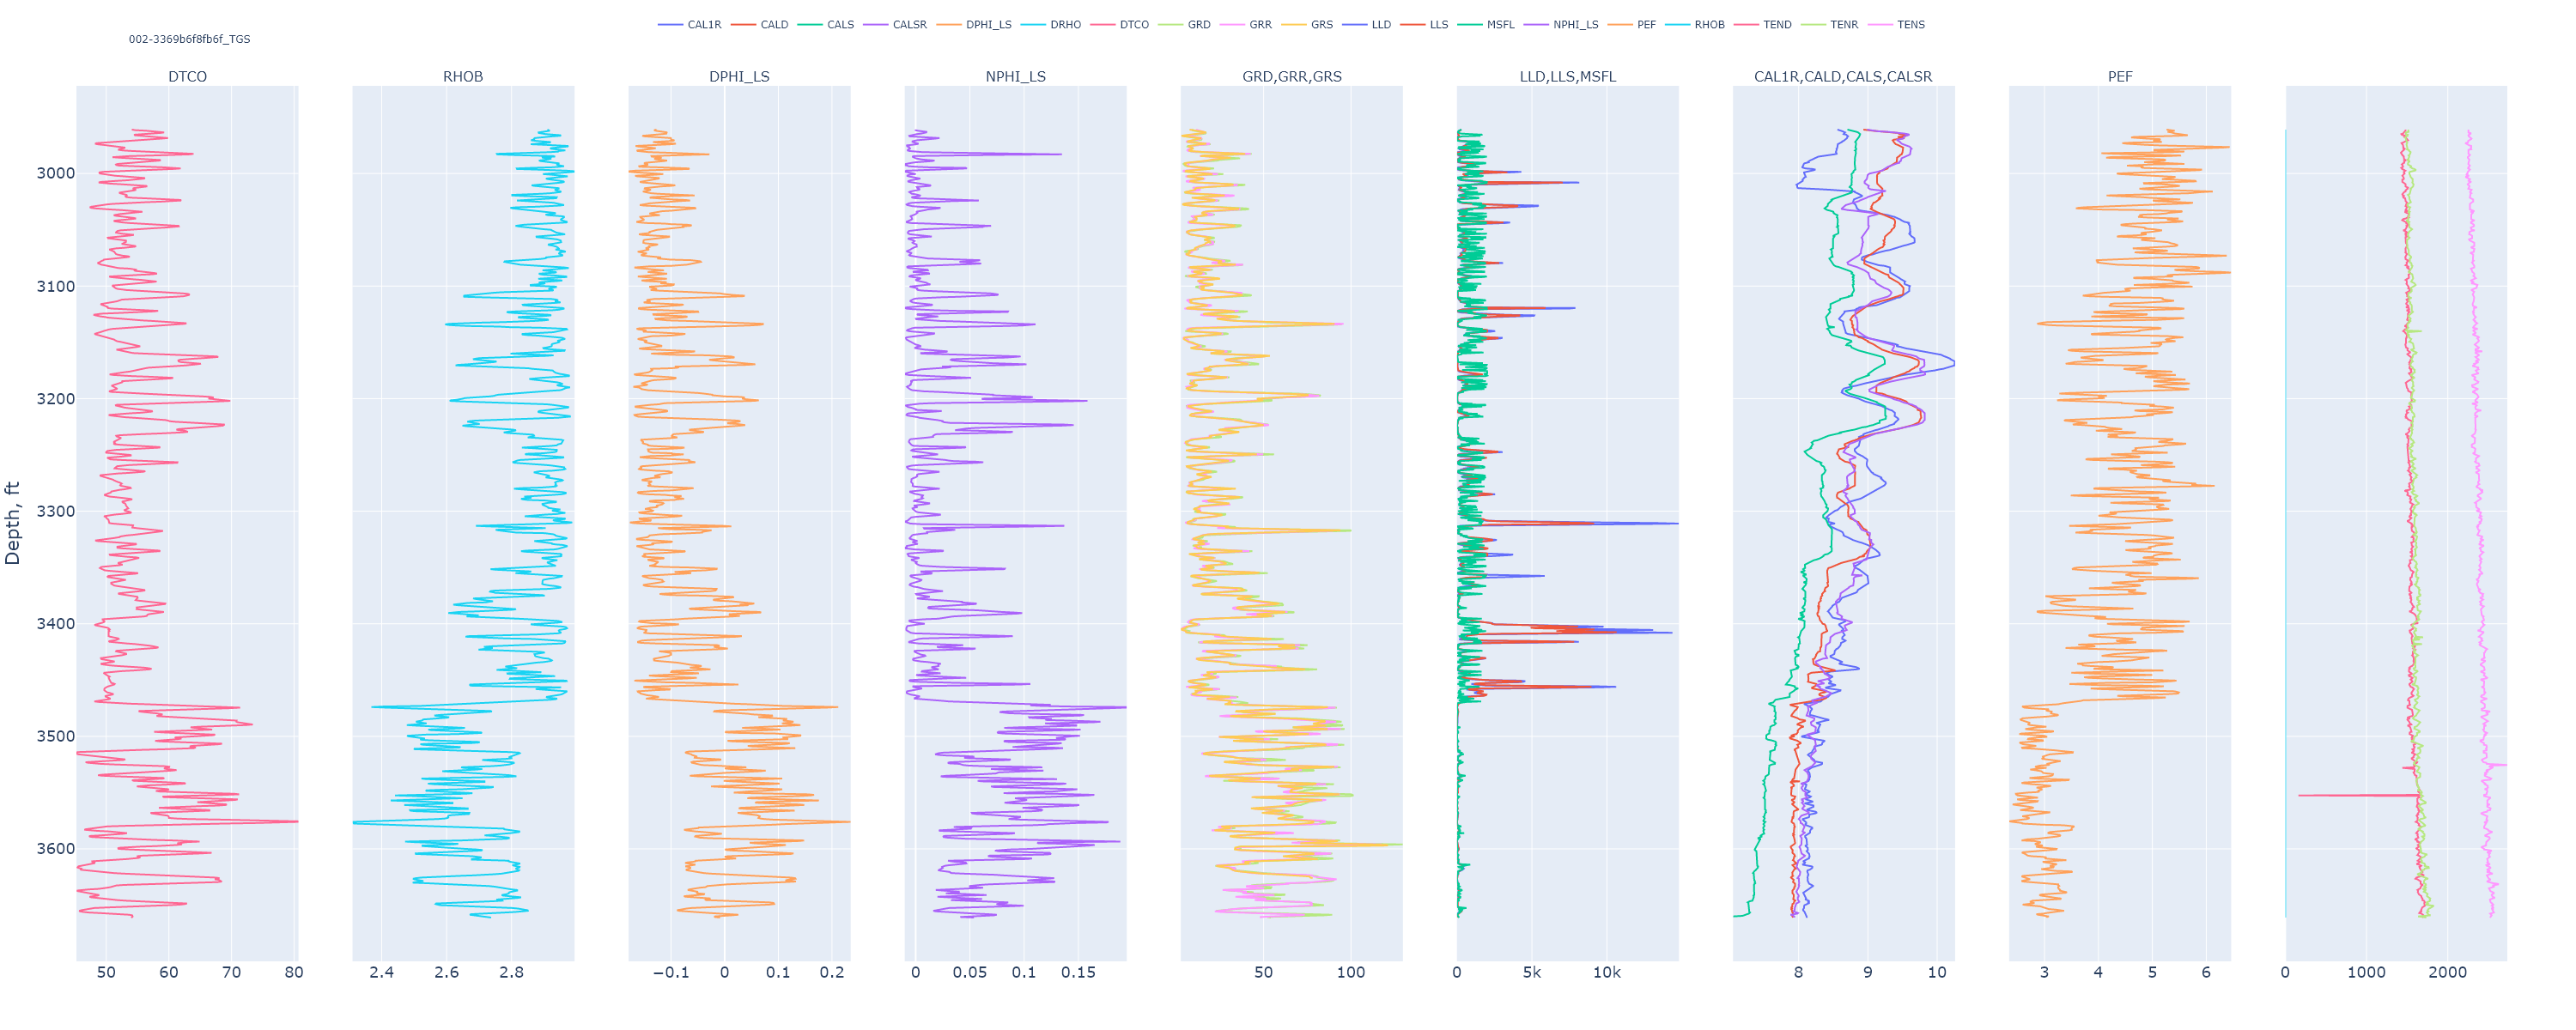 CAL1R CALD CALS CALSR DPHI_LS DRHO DTCO GRD GRR GRS LLD LLS MSFL NPHI_LS PEF RHOB TEND TENR TENS
002-3369b6f8fb6f_TGS
DTCO RHOB DPHI_LS NPHI_LS GRD,GRR,GRS LLD,LLS,MSFL CAL1R,CALD,CALS,CALSR PEF
3000
3100
3200
3300
3400
3500
3600
Depth, ft
50 60 70 80 2.4 2.6 2.8 −0.1 0 0.1 0.2 0 0.05 0.1 0.15 50 100 0 5k 10k 8 9 10 3 4 5 6 0 1000 2000